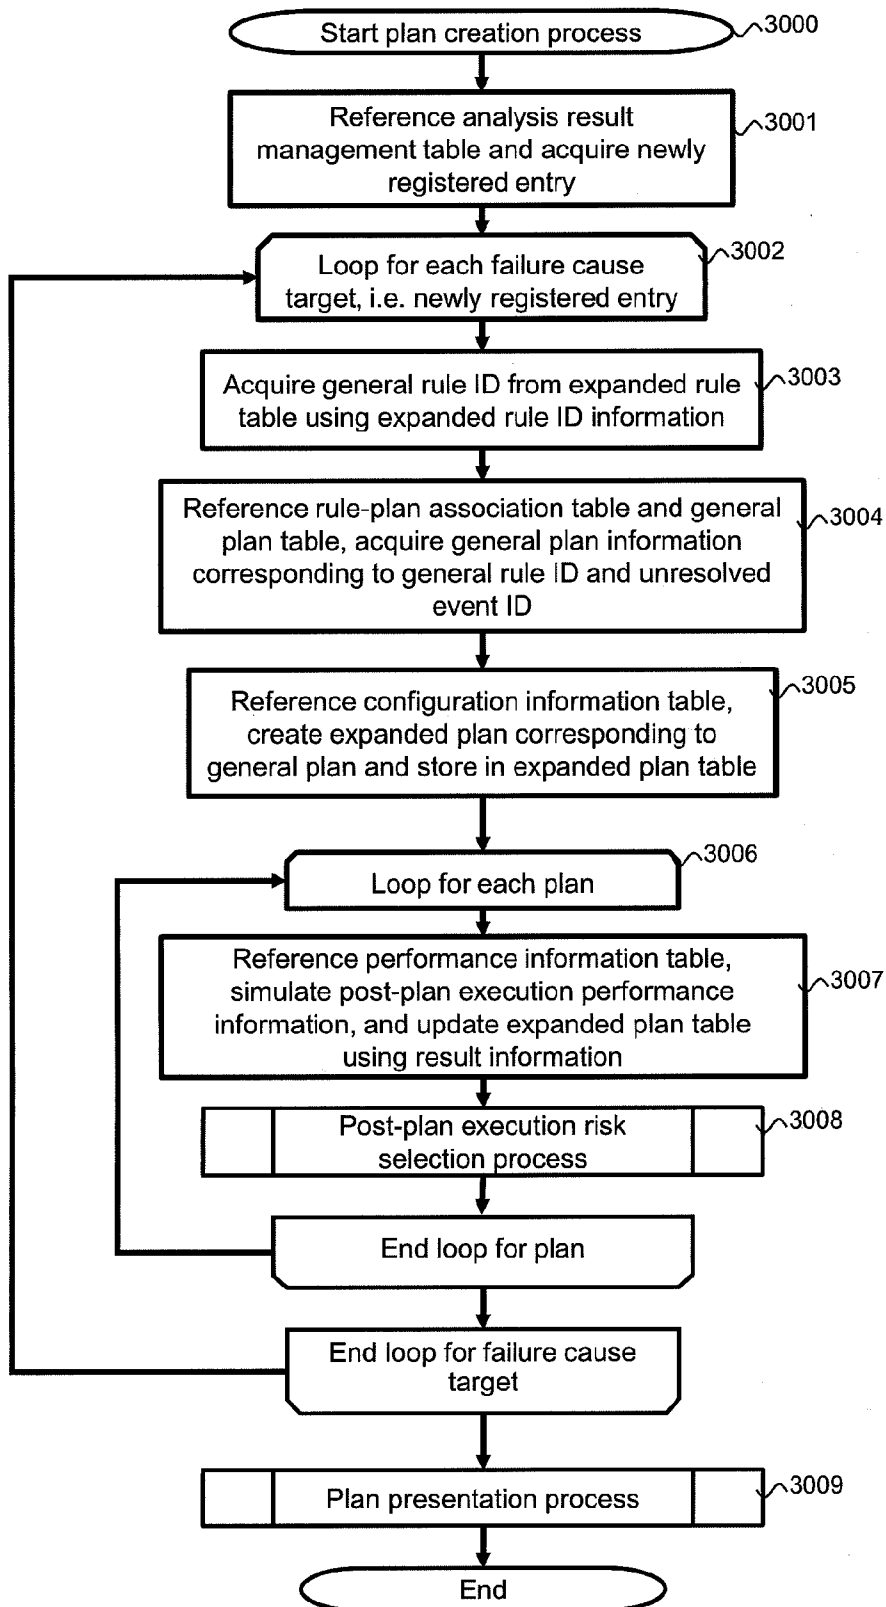 Start plan creation process
3000
Reference analysis result
management table and acquire newly
registered entry
3001
Loop for each failure cause
target, i.e. newly registered entry
3002
Acquire general rule ID from expanded rule
table using expanded rule ID information
3003
Reference rule-plan association table and general
plan table, acquire general plan information
corresponding to general rule ID and unresolved
event ID
3004
Reference configuration information table,
create expanded plan corresponding to
general plan and store in expanded plan table
3005
Loop for each plan
3006
Reference performance information table,
simulate post-plan execution performance
information, and update expanded plan table
using result information
3007
Post-plan execution risk
selection process
3008
End loop for plan
End loop for failure cause
target
Plan presentation process
3009
End